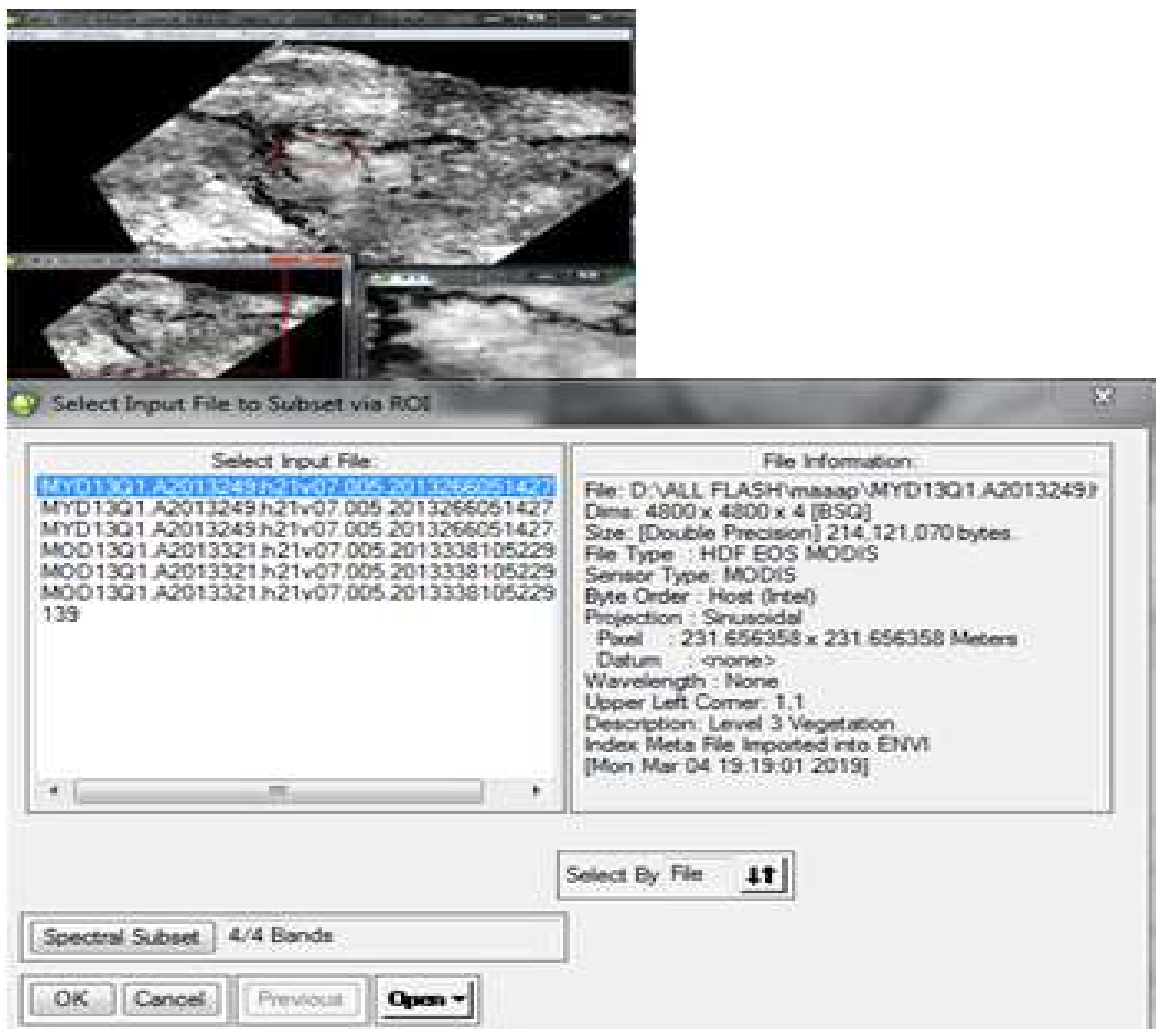 Select Input File to Subset via ROI
Select Input File:
MYD13Q1.A2013249.h21v07.005.2013266051427
MYD13Q1.A2013249.h21v07.005.2013266051427
MYD13Q1.A2013249.h21v07.005.2013266051427
MOD13Q1.A2013321.h21v07.005.2013338105229
MOD13Q1.A2013321.h21v07.005.2013338105229
MOD13Q1.A2013321.h21v07.005.2013338105229
139
File Information:
File: D:\ALL FLASH\maaap\MYD13Q1.A2013249.h
Dims: 4800 x 4800 x 4 [BSQ]
Size: [Double Precision] 214,121,070 bytes.
File Type : HDF EOS MODIS
Sensor Type: MODIS
Byte Order : Host (Intel)
Projection : Sinusoidal
Pixel : 231.656358 x 231.656358 Meters
Datum : <none>
Wavelength : None
Upper Left Corner: 1,1
Description: Level 3 Vegetation
Index Meta File Imported into ENVI
[Mon Mar 04 19:19:01 2019]
Select By File
Spectral Subset 4/4 Bands
OK Cancel Previous Open